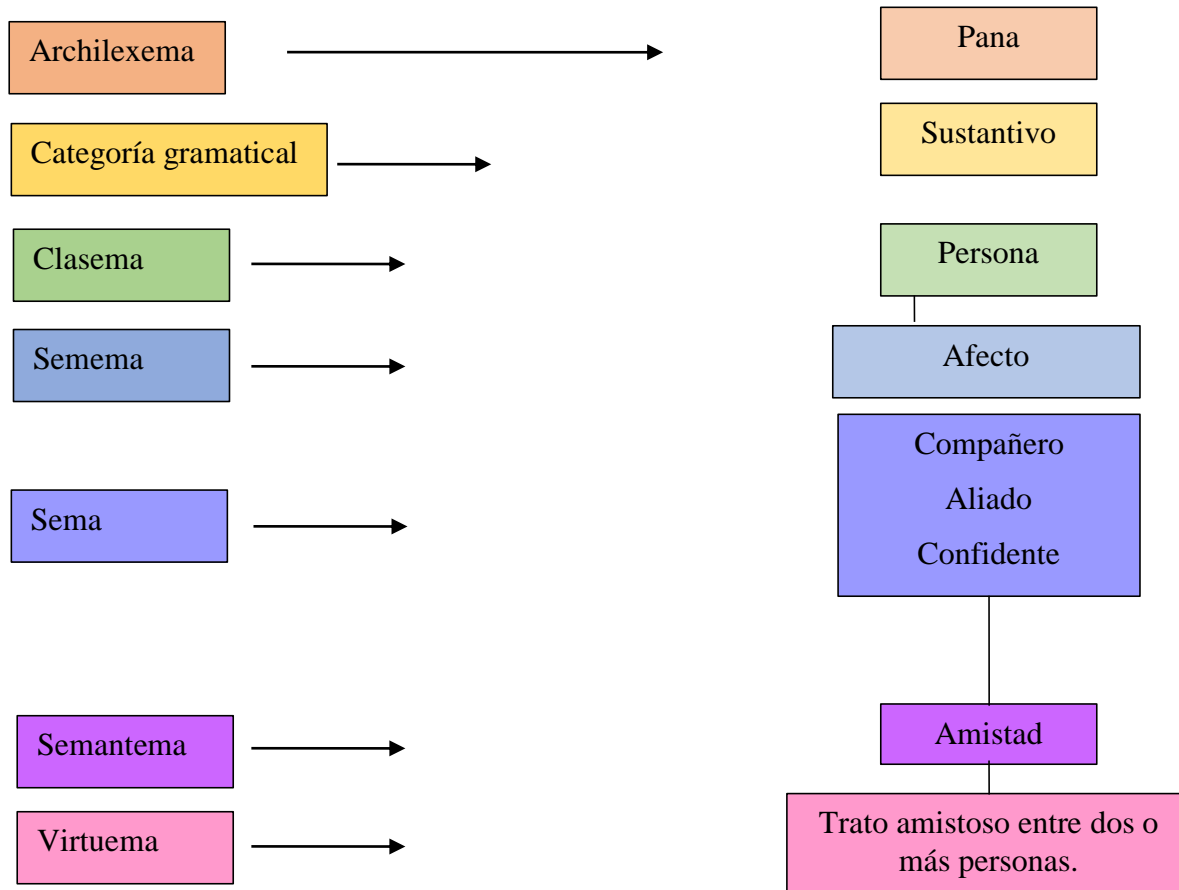 Archilexema
Pana
Categoría gramatical
Sustantivo
Clasema
Persona
Semema
Afecto
Sema
Compañero
Aliado
Confidente
Semantema
Amistad
Virtuema
Trato amistoso entre dos o
más personas.